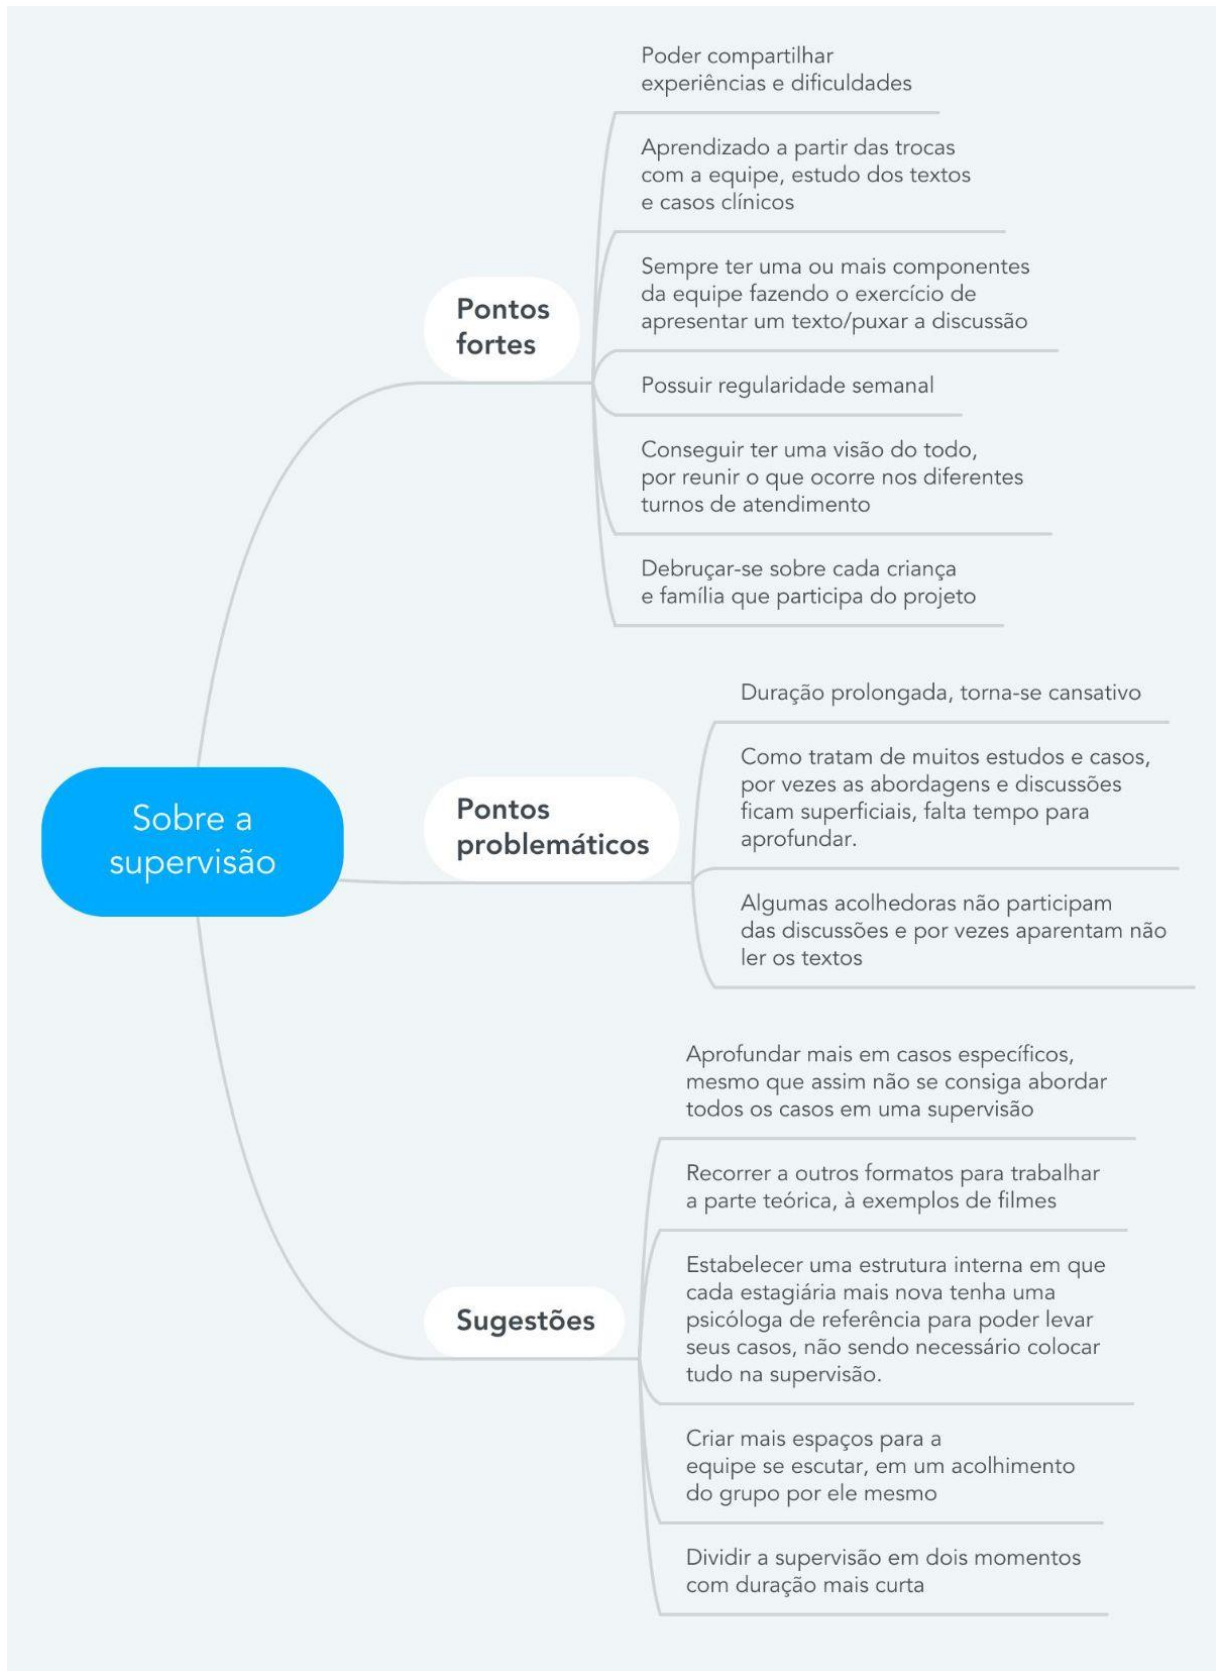 Sobre a
supervisão
Pontos
fortes
Poder compartilhar
experiências e dificuldades
Aprendizado a partir das trocas
com a equipe, estudo dos textos
e casos clínicos
Sempre ter uma ou mais componentes
da equipe fazendo o exercício de
apresentar um texto/puxar a discussão
Possuir regularidade semanal
Conseguir ter uma visão do todo,
por reunir o que ocorre nos diferentes
turnos de atendimento
Debruçar-se sobre cada criança
e família que participa do projeto
Pontos
problemáticos
Duração prolongada, torna-se cansativo
Como tratam de muitos estudos e casos,
por vezes as abordagens e discussões
ficam superficiais, falta tempo para
aprofundar.
Algumas acolhedoras não participam
das discussões e por vezes aparentam não
ler os textos
Sugestões
Aprofundar mais em casos específicos,
mesmo que assim não se consiga abordar
todos os casos em uma supervisão
Recorrer a outros formatos para trabalhar
a parte teórica, à exemplos de filmes
Estabelecer uma estrutura interna em que
cada estagiária mais nova tenha uma
psicóloga de referência para poder levar
seus casos, não sendo necessário colocar
tudo na supervisão.
Criar mais espaços para a
equipe se escutar, em um acolhimento
do grupo por ele mesmo
Dividir a supervisão em dois momentos
com duração mais curta